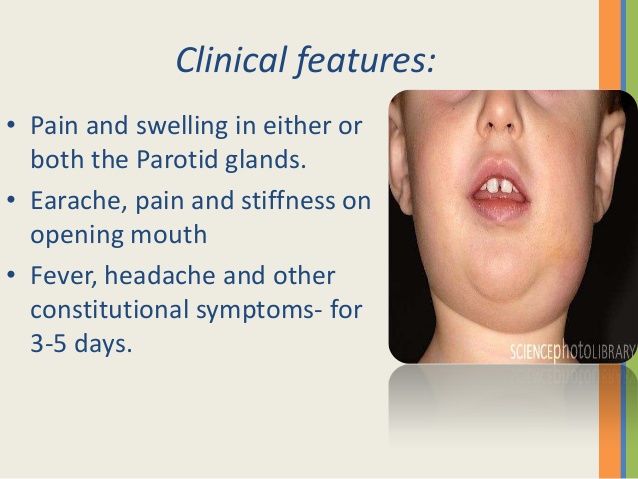 Clinical features:
• Pain and swelling in either or
both the Parotid glands.
• Earache, pain and stiffness on
opening mouth
• Fever, headache and other
constitutional symptoms- for
3-5 days.
SCIENCEphotoLIBRARY